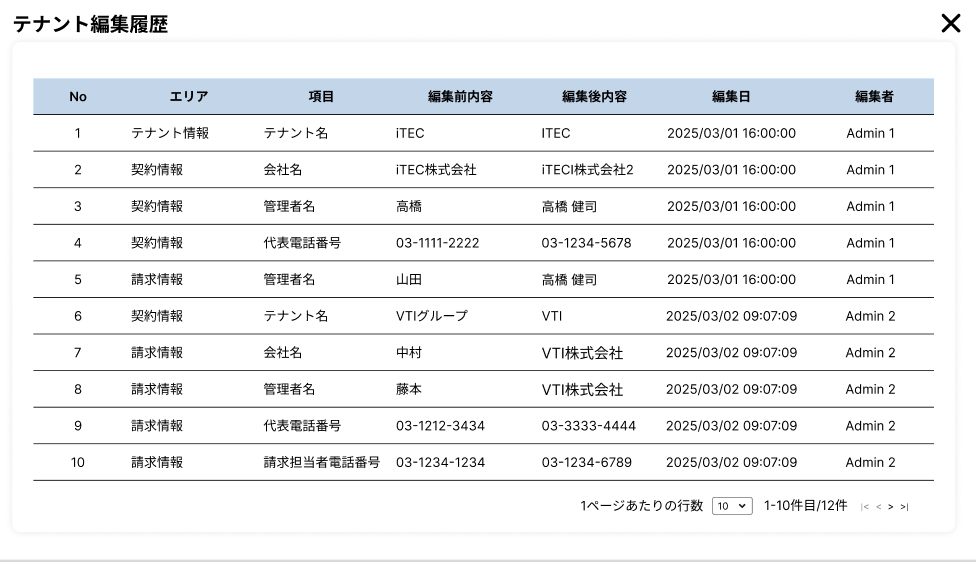 テナント編集履歴
No エリア 項目 編集前内容 編集後内容 編集日 編集者
1 テナント情報 テナント名 iTEC ITEC 2025/03/01 16:00:00 Admin 1
2 契約情報 会社名 iTEC株式会社 iTECI株式会社2 2025/03/01 16:00:00 Admin 1
3 契約情報 管理者名 高橋 高橋 健司 2025/03/01 16:00:00 Admin 1
4 契約情報 代表電話番号 03-1111-2222 03-1234-5678 2025/03/01 16:00:00 Admin 1
5 請求情報 管理者名 山田 高橋 健司 2025/03/01 16:00:00 Admin 1
6 契約情報 テナント名 VTIグループ VTI 2025/03/02 09:07:09 Admin 2
7 請求情報 会社名 中村 VTI株式会社 2025/03/02 09:07:09 Admin 2
8 請求情報 管理者名 藤本 VTI株式会社 2025/03/02 09:07:09 Admin 2
9 請求情報 代表電話番号 03-1212-3434 03-3333-4444 2025/03/02 09:07:09 Admin 2
10 請求情報 請求担当者電話番号 03-1234-1234 03-1234-6789 2025/03/02 09:07:09 Admin 2
1ページあたりの行数 10 1-10件目/12件 |< < > >|